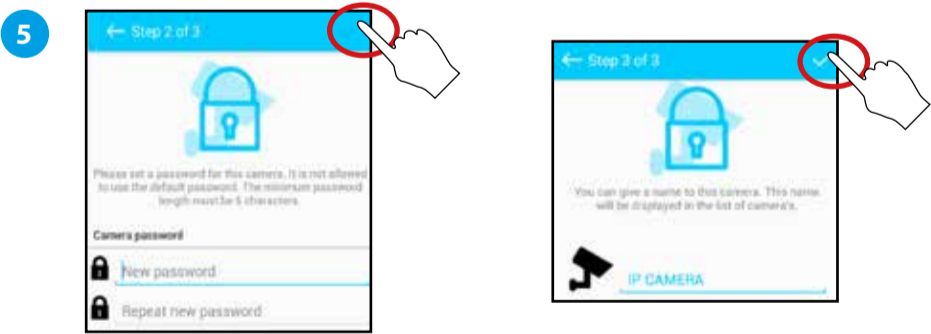 5
← Step 2 of 3
Please set a password for this camera. It is not allowed
to use the default password. The minimum password
length must be 6 characters.
Camera password
New password
Repeat new password
← Step 3 of 3
You can give a name to this camera. This name
will be displayed in the list of camera's.
IP CAMERA